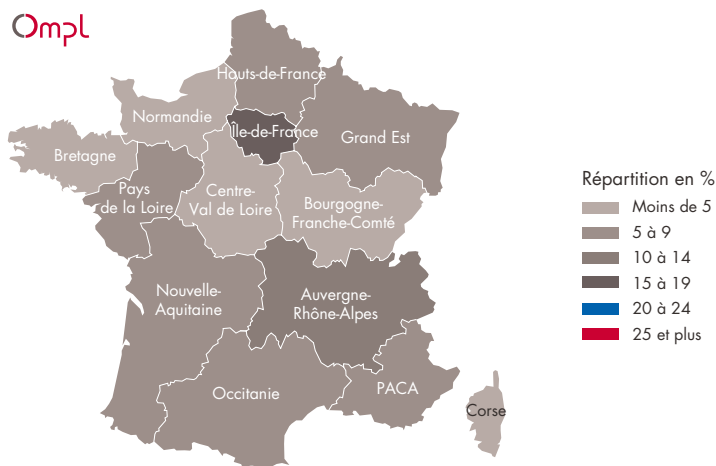 Ompl
Hauts-de-France
Normandie
Île-de-France
Grand Est
Bretagne
Pays
de la Loire
Centre-
Val de Loire
Bourgogne-
Franche-Comté
Nouvelle-
Aquitaine
Auvergne-
Rhône-Alpes
Occitanie
PACA
Corse
Répartition en %
Moins de 5
5 à 9
10 à 14
15 à 19
20 à 24
25 et plus